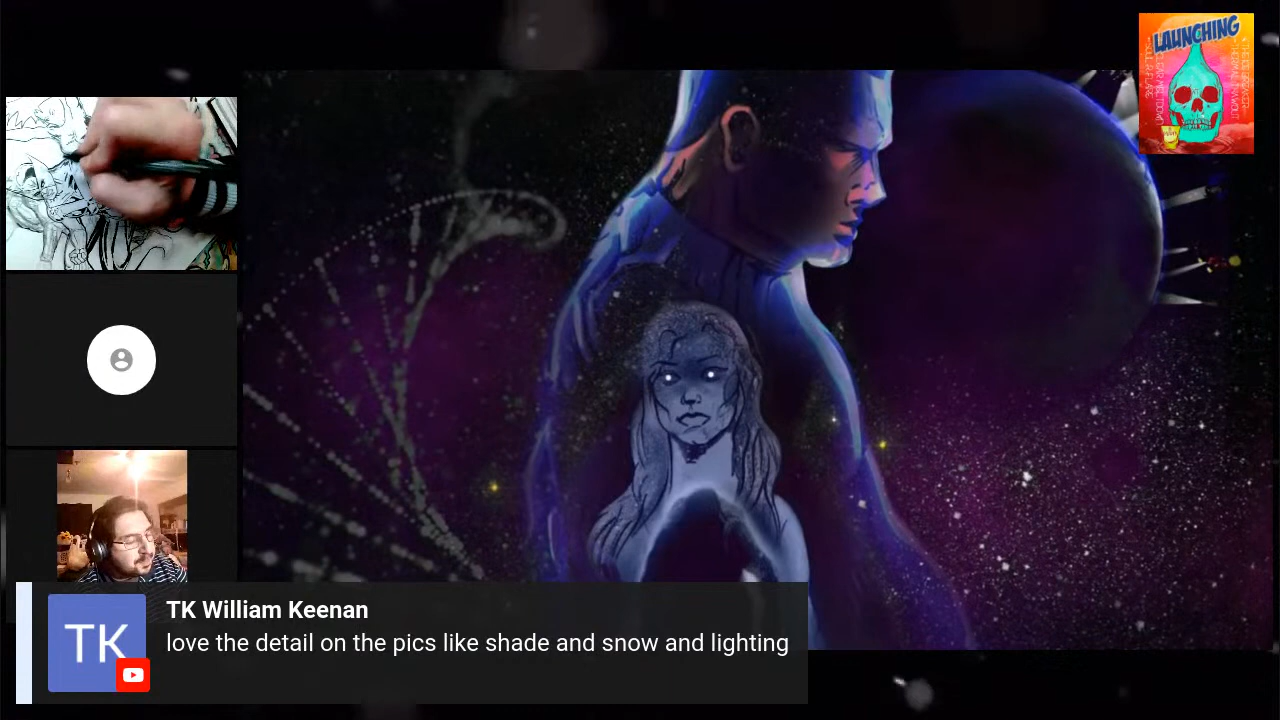 LAUNCHING
TK
TK William Keenan
love the detail on the pics like shade and snow and lighting